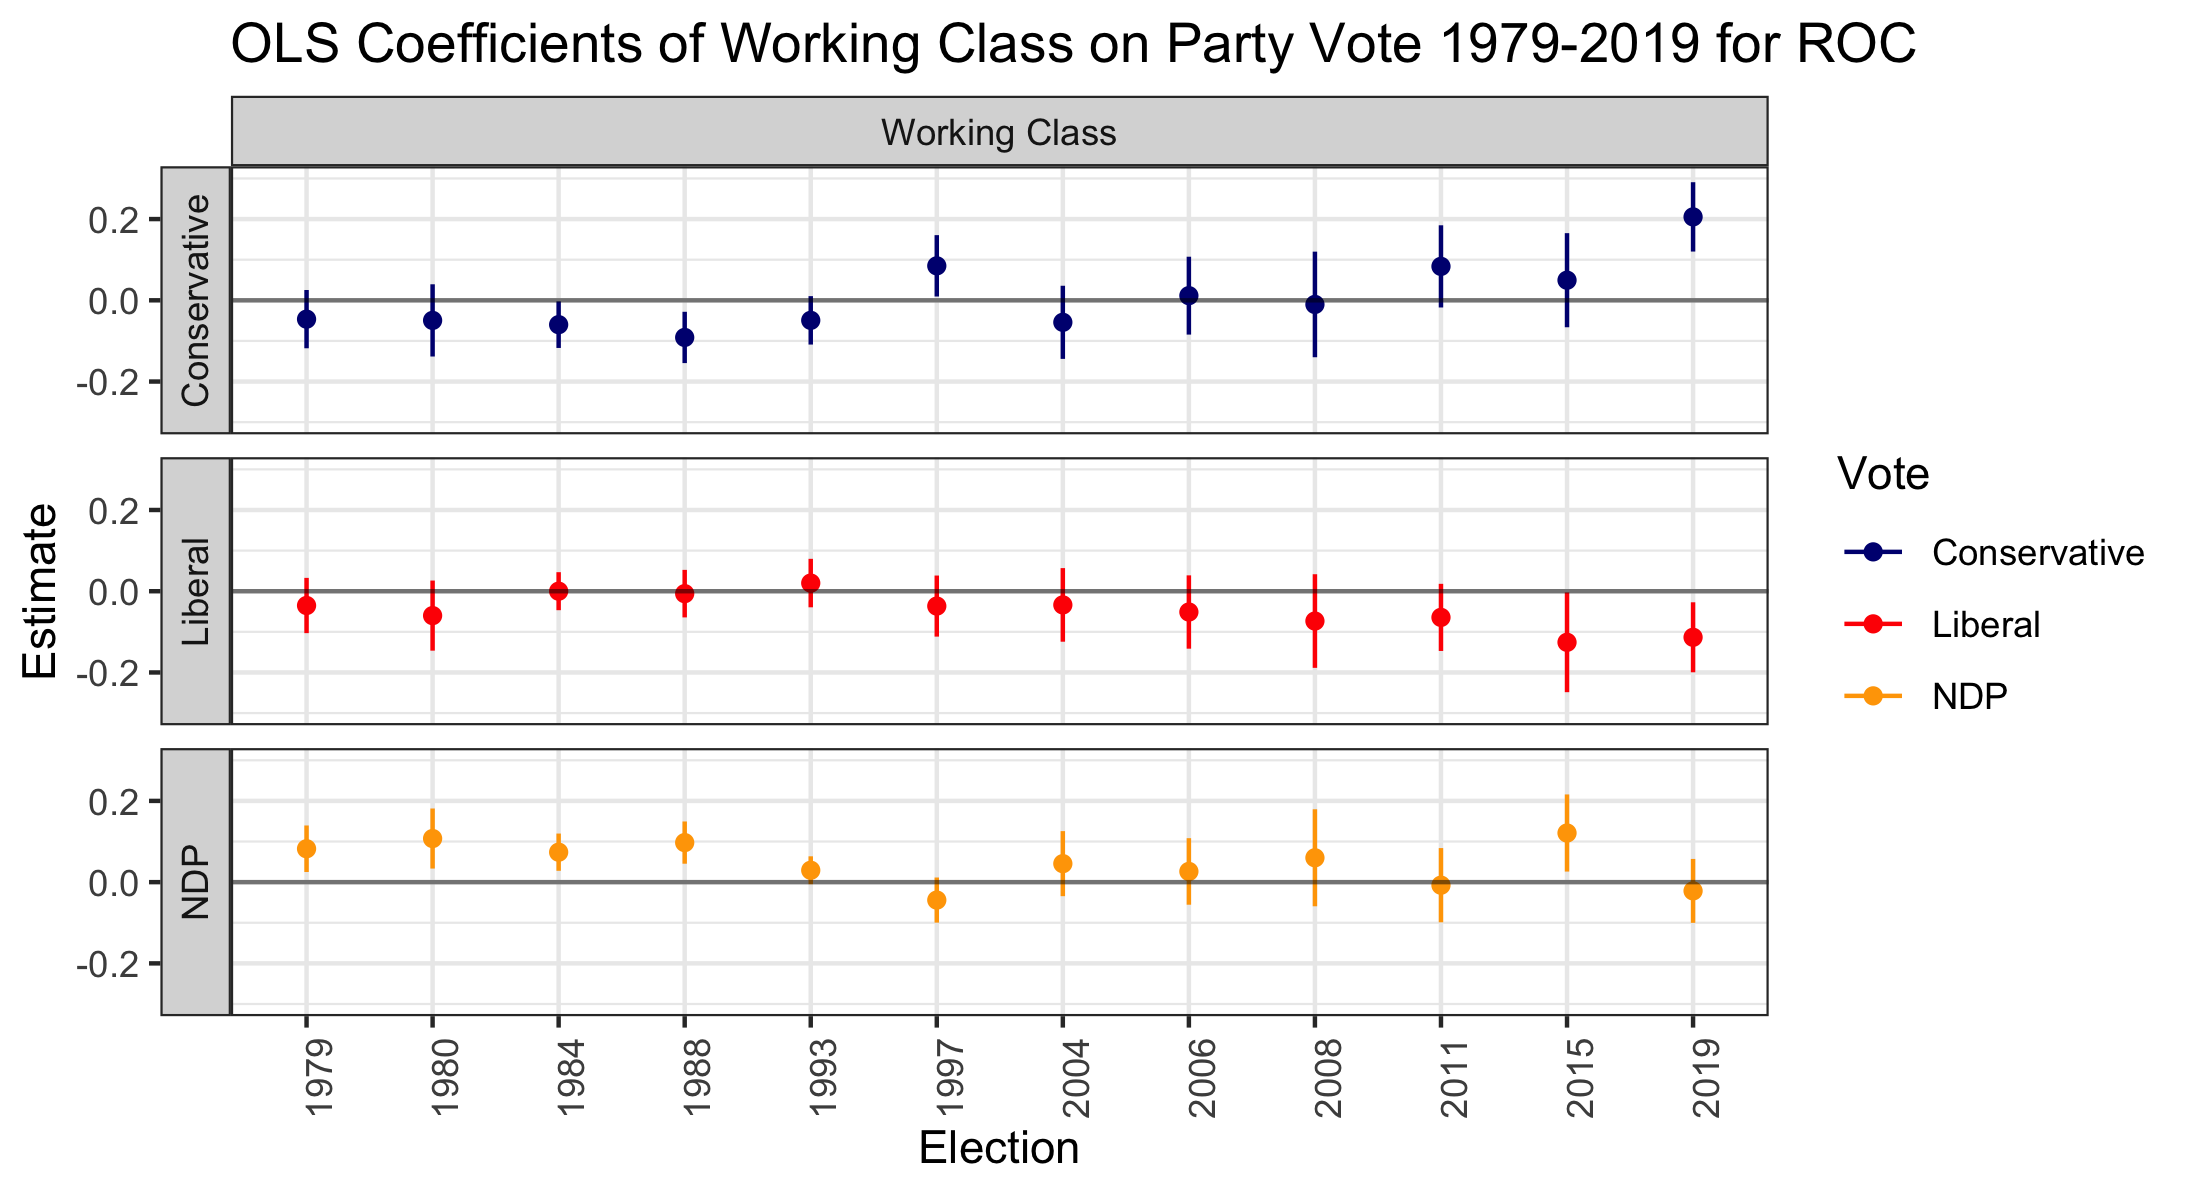 OLS Coefficients of Working Class on Party Vote 1979-2019 for ROC
Working Class
Conservative
0.2
0.0
-0.2
Liberal
0.2
0.0
-0.2
NDP
0.2
0.0
-0.2
Estimate
1979
1980
1984
1988
1993
1997
2004
2006
2008
2011
2015
2019
Election
Vote
Conservative
Liberal
NDP